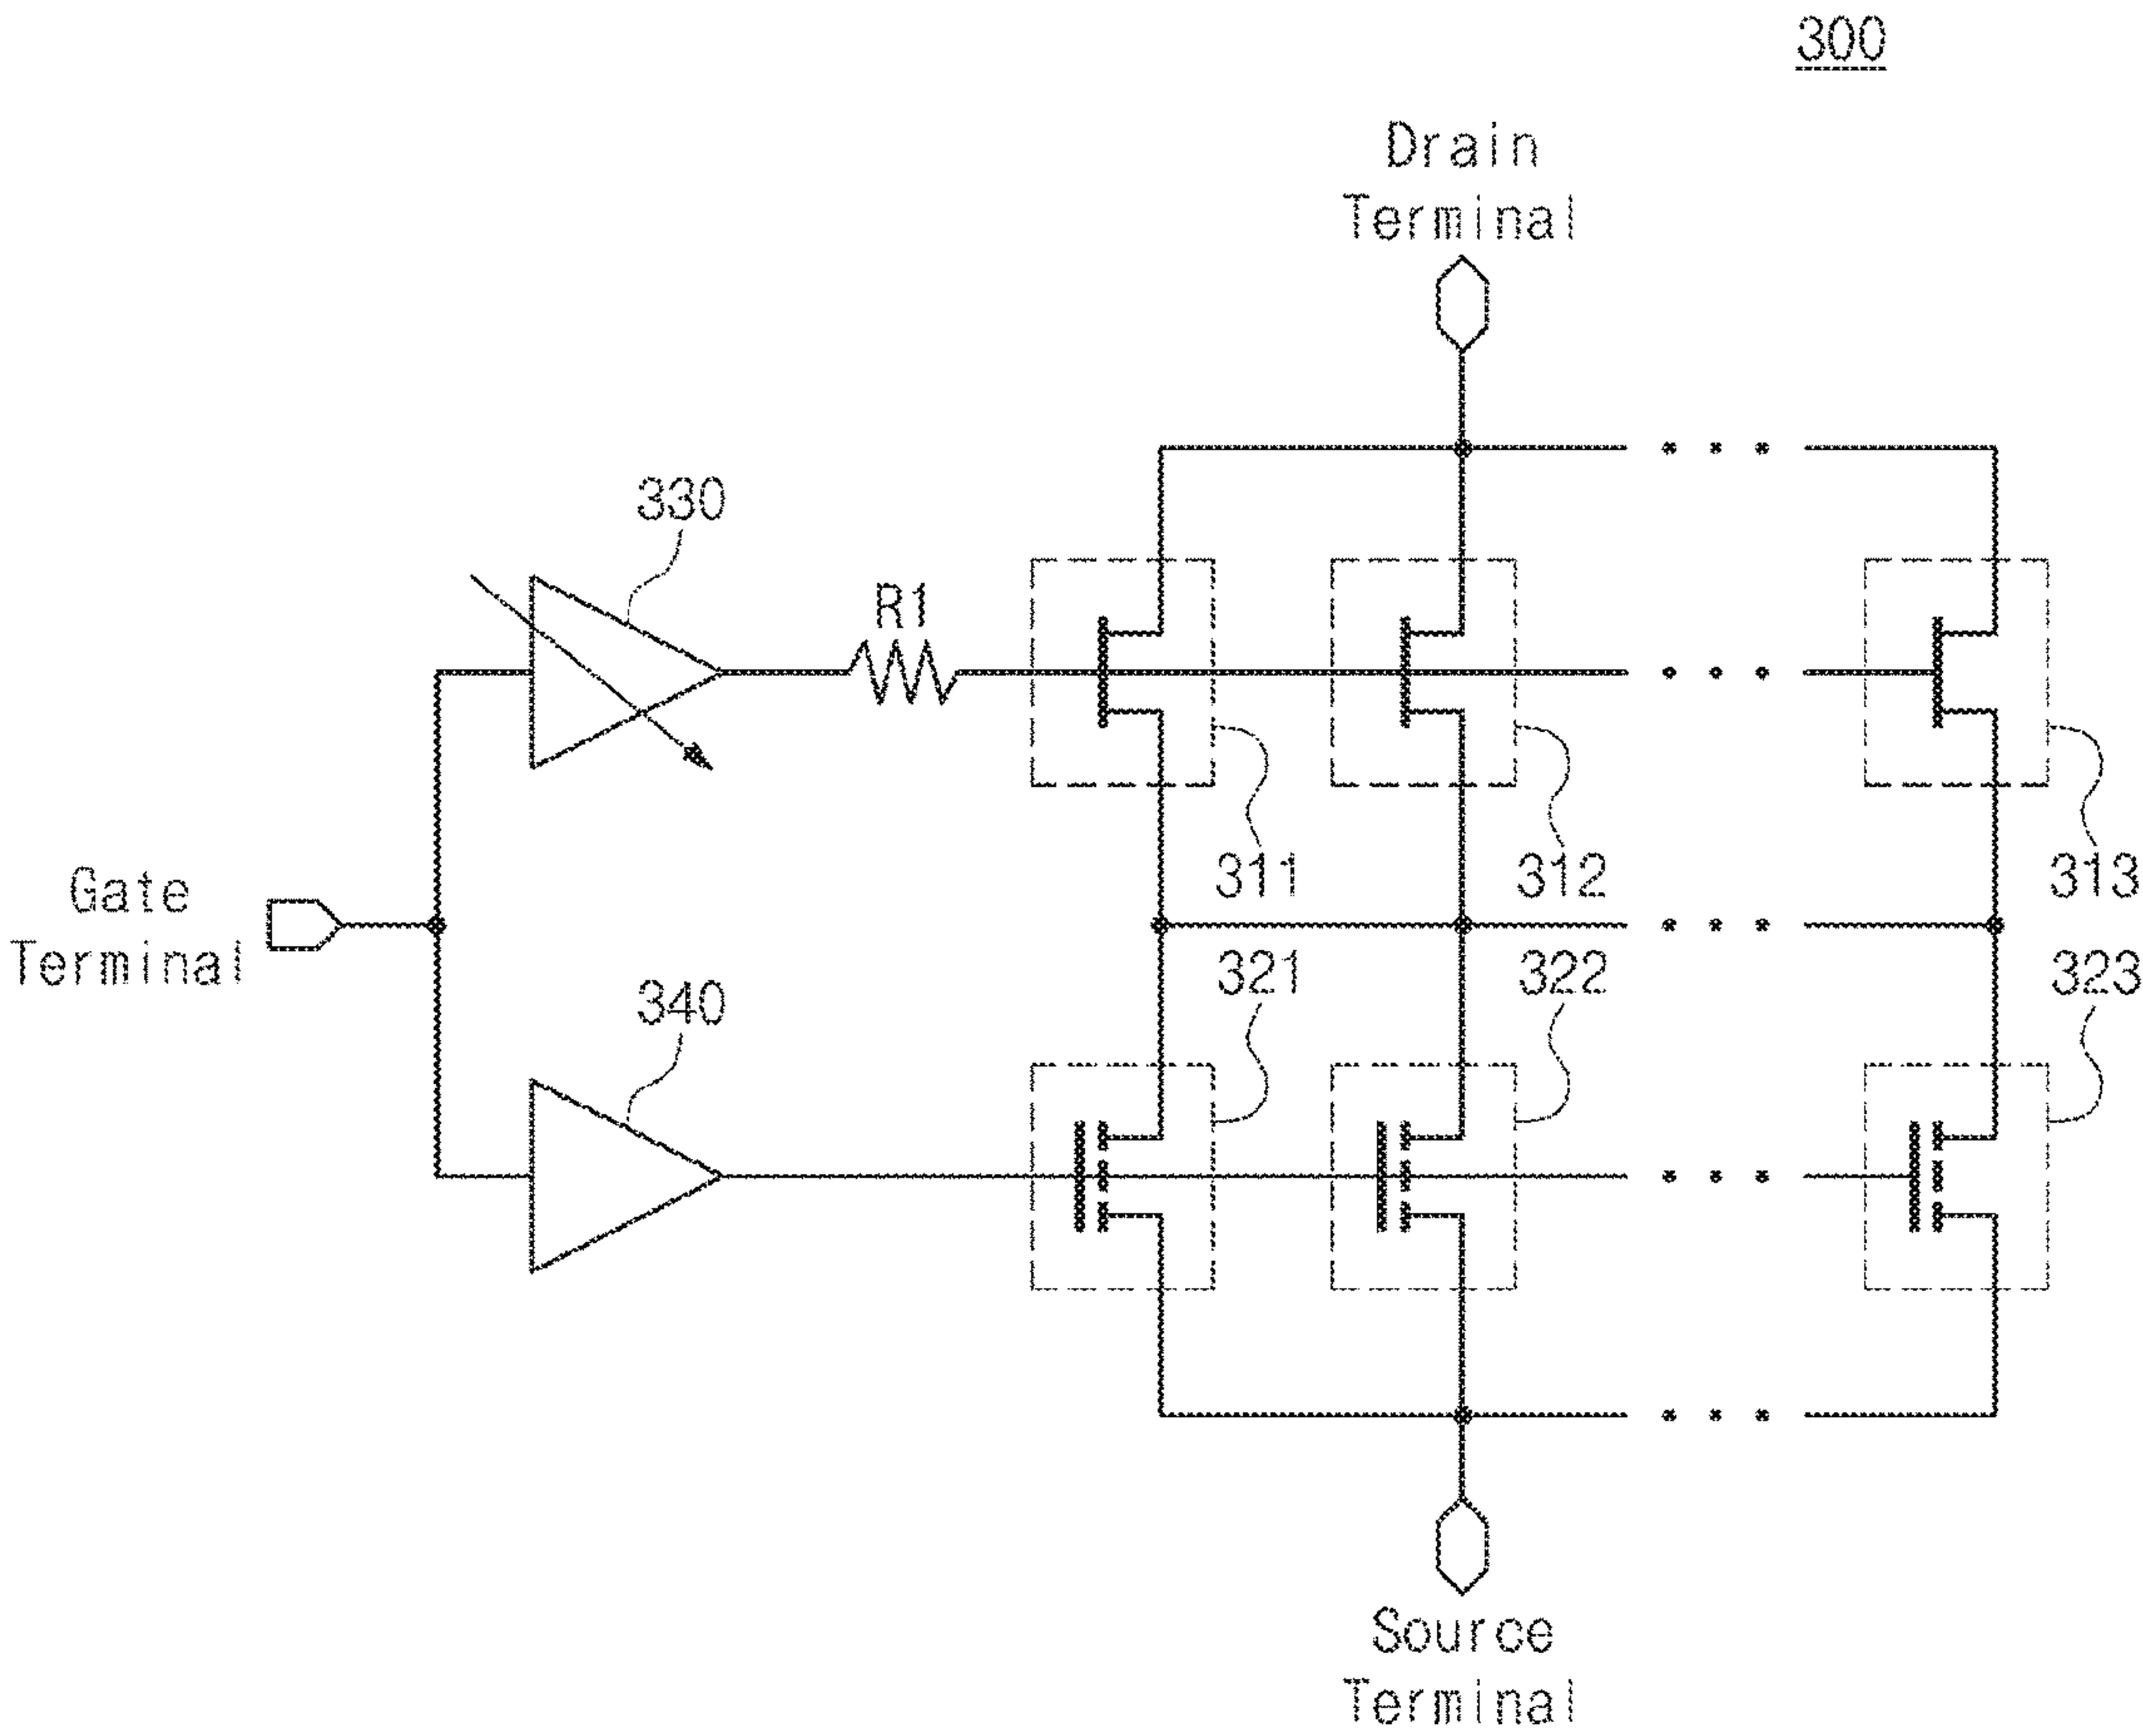 300
Drain
Terminal
330
R1
311
312
313
Gate
Terminal
321
322
323
340
Source
Terminal